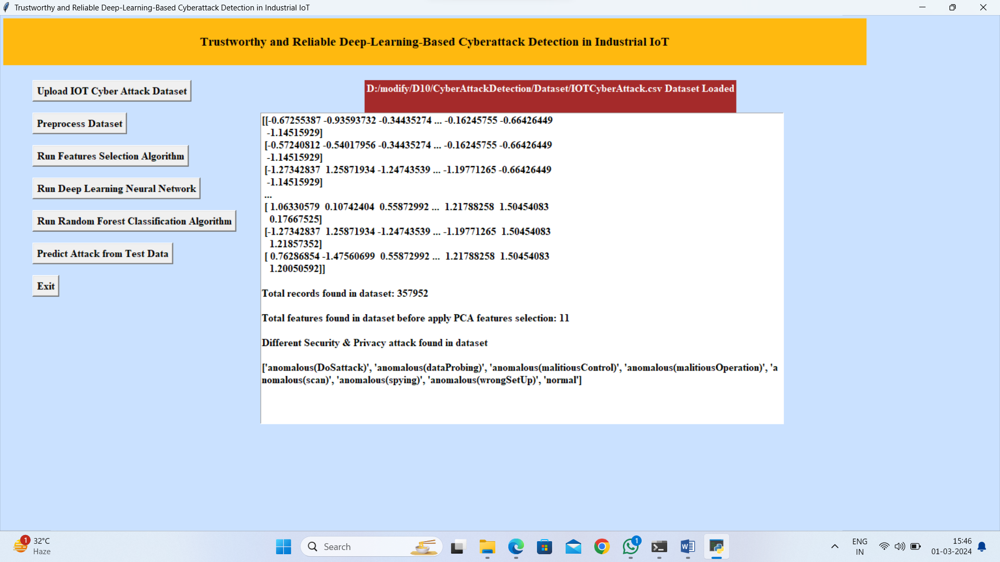 Trustworthy and Reliable Deep-Learning-Based Cyberattack Detection in Industrial IoT
Trustworthy and Reliable Deep-Learning-Based Cyberattack Detection in Industrial IoT
Upload IOT Cyber Attack Dataset
Preprocess Dataset
Run Features Selection Algorithm
Run Deep Learning Neural Network
Run Random Forest Classification Algorithm
Predict Attack from Test Data
Exit
D:/modify/D10/CyberAttackDetection/Dataset/IOTCyberAttack.csv Dataset Loaded
[[-0.67255387 -0.93593732 -0.34435274 ... -0.16245755 -0.66426449
-1.14515929]
[-0.57240812 -0.54017956 -0.34435274 ... -0.16245755 -0.66426449
-1.14515929]
[-1.27342837 1.25871934 -1.24743539 ... -1.19771265 -0.66426449
-1.14515929]
...
[ 1.06330579 0.10742404 0.55872992 ... 1.21788258 1.50454083
0.17667525]
[-1.27342837 1.25871934 -1.24743539 ... -1.19771265 1.50454083
1.21857352]
[ 0.76286854 -1.47560699 0.55872992 ... 1.21788258 1.50454083
1.20050592]]
Total records found in dataset: 357952
Total features found in dataset before apply PCA features selection: 11
Different Security & Privacy attack found in dataset
['anomalous(DoSattack)', 'anomalous(dataProbing)', 'anomalous(malitiousControl)', 'anomalous(malitiousOperation)', 'a
nomalous(scan)', 'anomalous(spying)', 'anomalous(wrongSetUp)', 'normal']
1
32°C
Haze
Search
1
ENG
IN
15:46
01-03-2024